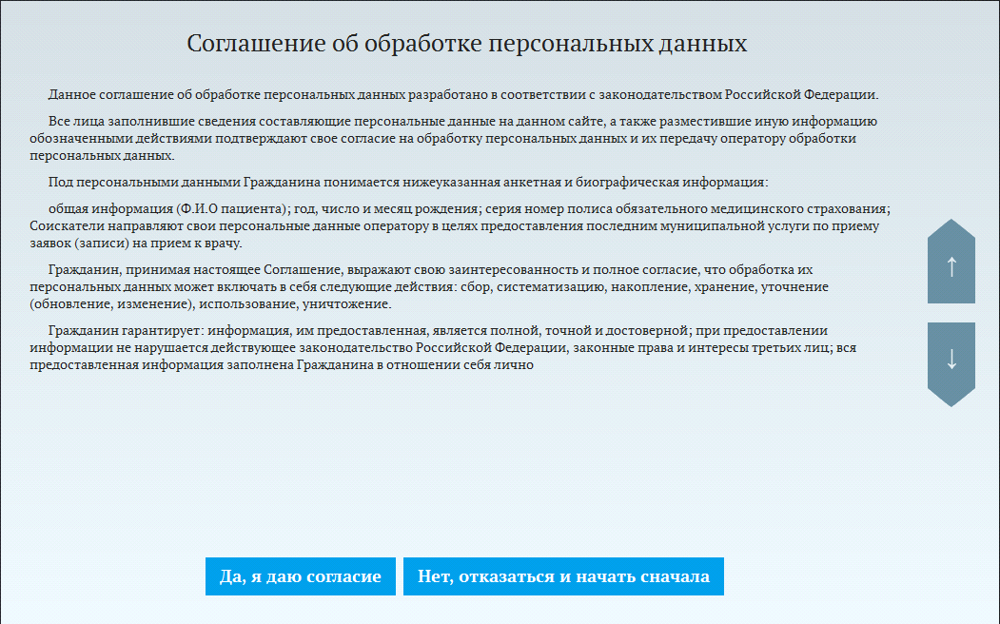 Соглашение об обработке персональных данных
Данное соглашение об обработке персональных данных разработано в соответствии с законодательством Российской Федерации.
Все лица заполнившие сведения составляющие персональные данные на данном сайте, а также разместившие иную информацию
обозначенными действиями подтверждают свое согласие на обработку персональных данных и их передачу оператору обработки
персональных данных.
Под персональными данными Гражданина понимается нижеуказанная анкетная и биографическая информация:
общая информация (Ф.И.О пациента); год, число и месяц рождения; серия номер полиса обязательного медицинского страхования;
Соискатели направляют свои персональные данные оператору в целях предоставления последним муниципальной услуги по приему
заявок (записи) на прием к врачу.
Гражданин, принимая настоящее Соглашение, выражают свою заинтересованность и полное согласие, что обработка их
персональных данных может включать в себя следующие действия: сбор, систематизацию, накопление, хранение, уточнение
(обновление, изменение), использование, уничтожение.
Гражданин гарантирует: информация, им предоставленная, является полной, точной и достоверной; при предоставлении
информации не нарушается действующее законодательство Российской Федерации, законные права и интересы третьих лиц; вся
предоставленная информация заполнена Гражданина в отношении себя лично
↑
↓
Да, я даю согласие
Нет, отказаться и начать сначала